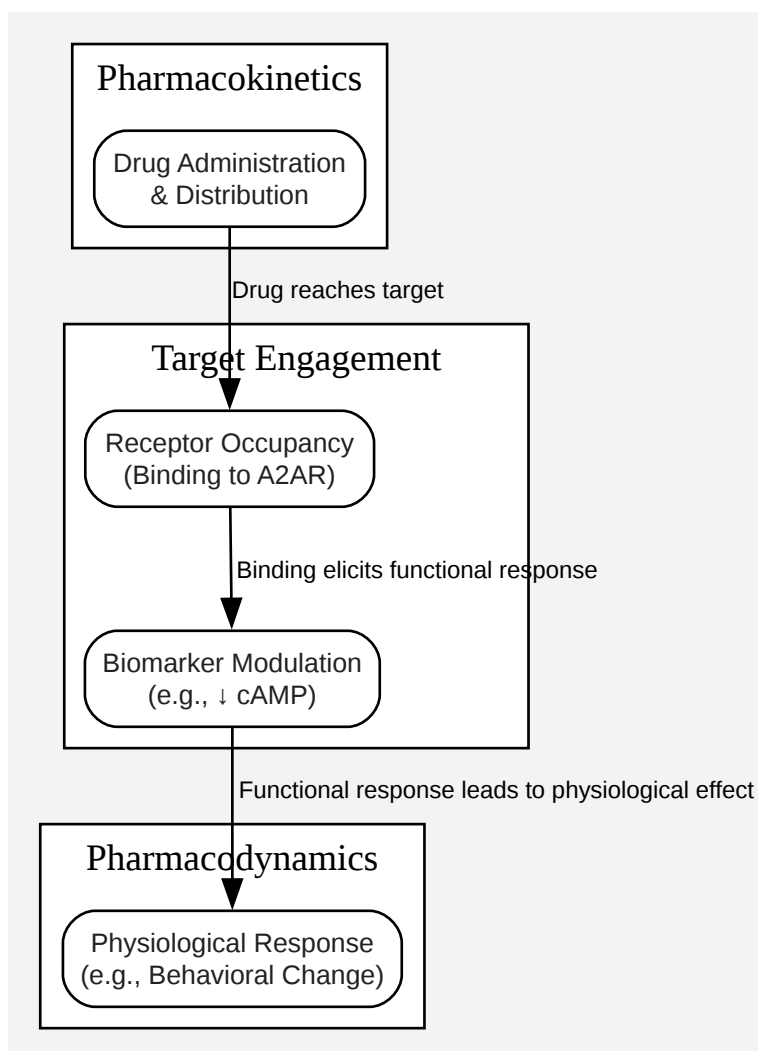 Pharmacokinetics
Drug Administration
& Distribution
Drug reaches target
Target Engagement
Receptor Occupancy
(Binding to A2AR)
Binding elicits functional response
Biomarker Modulation
(e.g., ↓ cAMP)
Functional response leads to physiological effect
Pharmacodynamics
Physiological Response
(e.g., Behavioral Change)